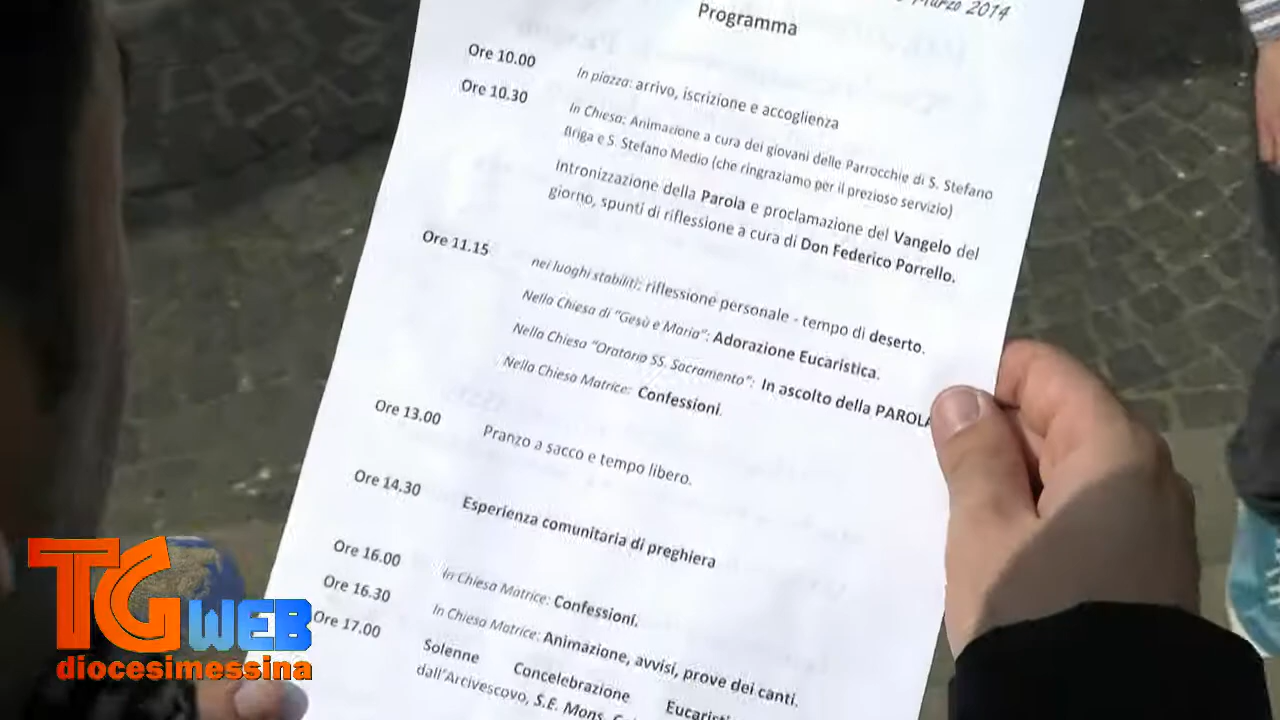 Marzo 2014
Programma
Ore 10.00 In piazza: arrivo, iscrizione e accoglienza
Ore 10.30 In Chiesa: Animazione a cura dei giovani delle Parrocchie di S. Stefano
Briga e S. Stefano Medio (che ringraziamo per il prezioso servizio)
Intronizzazione della Parola e proclamazione del Vangelo del
giorno, spunti di riflessione a cura di Don Federico Porrello.
Ore 11.15 nei luoghi stabiliti: riflessione personale - tempo di deserto.
Nella Chiesa di "Gesù e Maria": Adorazione Eucaristica.
Nella Chiesa "Oratorio SS. Sacramento": In ascolto della PAROLA
Nella Chiesa Matrice: Confessioni.
Ore 13.00 Pranzo a sacco e tempo libero.
Ore 14.30 Esperienza comunitaria di preghiera
Ore 16.00 In Chiesa Matrice: Confessioni.
Ore 16.30 In Chiesa Matrice: Animazione, avvisi, prove dei canti.
Ore 17.00 Solenne Concelebrazione
dall'Arcivescovo, S.E. Mons.
TG WEB
diocesimessina